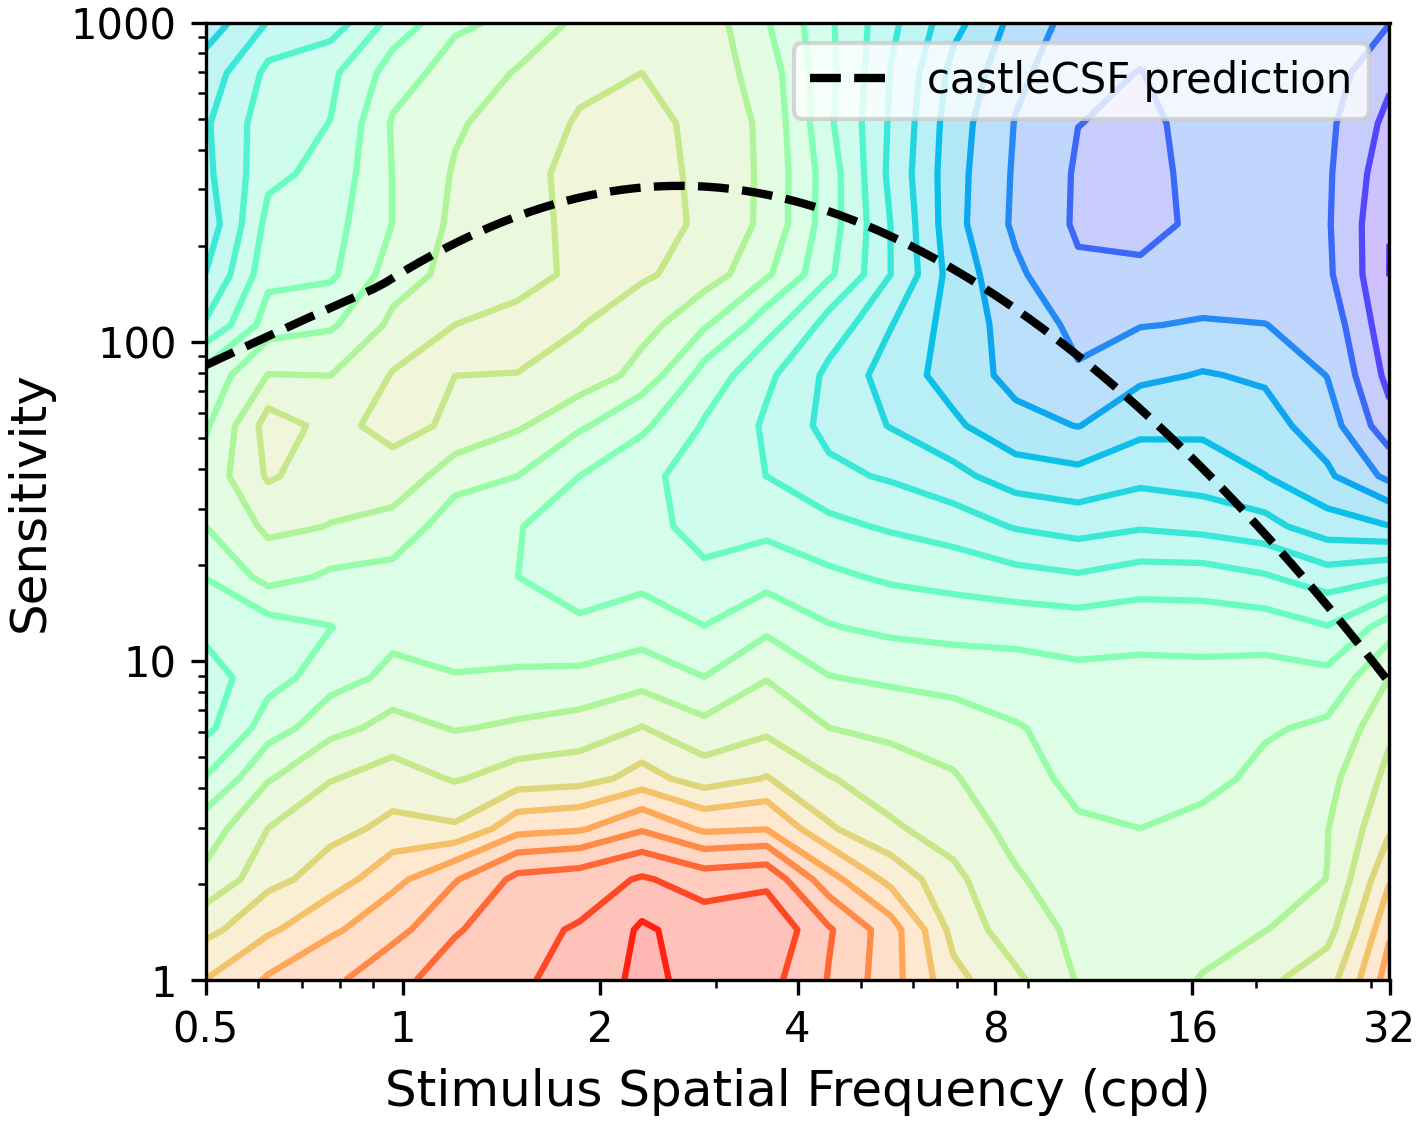 1000
castleCSF prediction
100
Sensitivity
10
1
0.5 1 2 4 8 16 32
Stimulus Spatial Frequency (cpd)